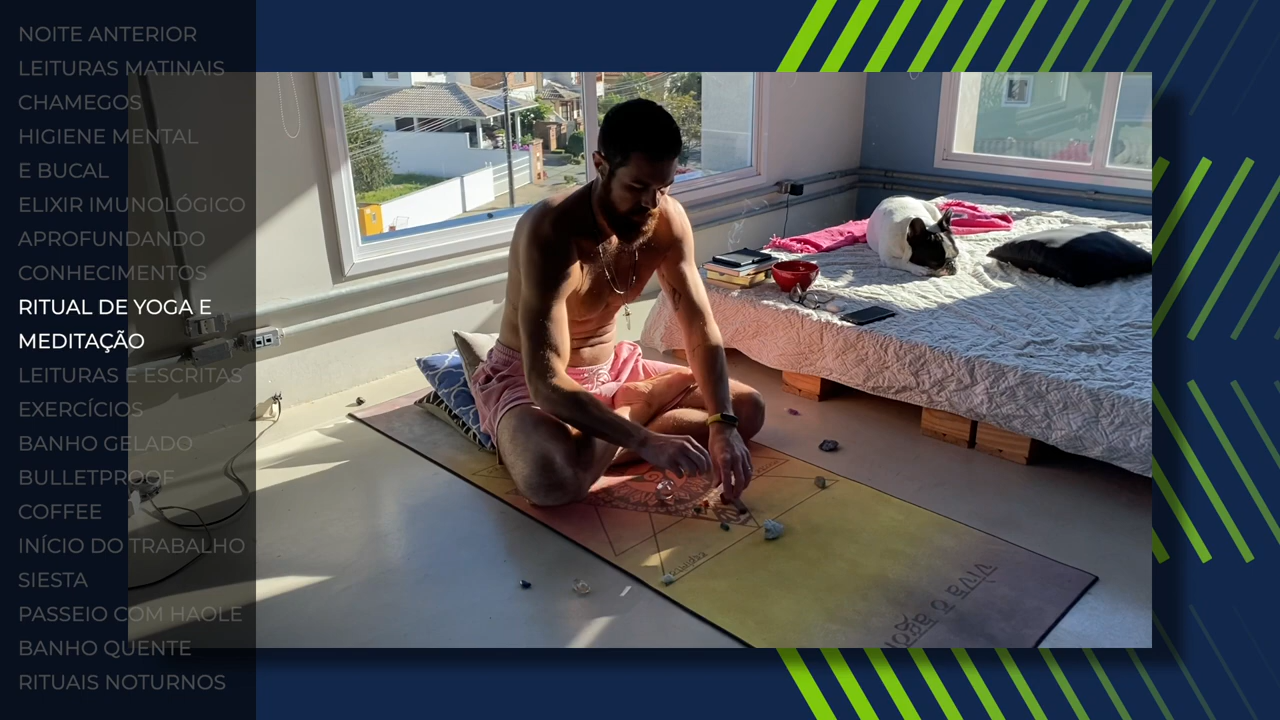 NOITE ANTERIOR
LEITURAS MATINAIS
CHAMEGOS
HIGIENE MENTAL
E BUCAL
ELIXIR IMUNOLÓGICO
APROFUNDANDO
CONHECIMENTOS
RITUAL DE YOGA E
MEDITAÇÃO
LEITURAS E ESCRITAS
EXERCÍCIOS
BANHO GELADO
BULLETPROOF
COFFEE
INÍCIO DO TRABALHO
SIESTA
PASSEIO COM HAOLE
BANHO QUENTE
RITUAIS NOTURNOS
viva o